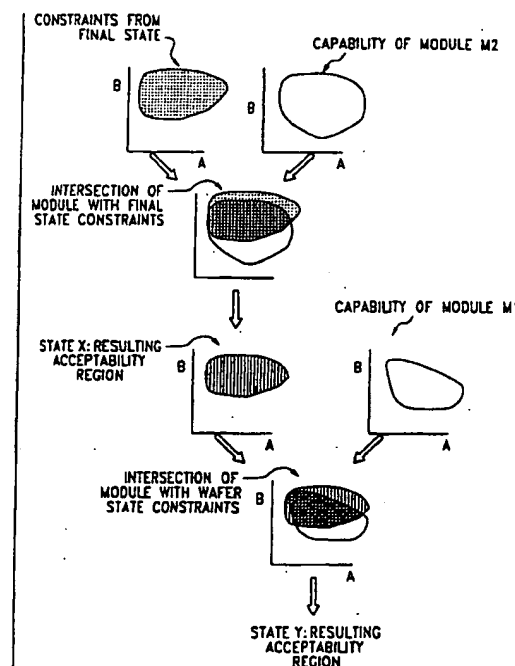 CONSTRAINTS FROM
FINAL STATE
CAPABILITY OF MODULE M2
B
A
B
A
INTERSECTION OF
MODULE WITH FINAL
STATE CONSTRAINTS
CAPABILITY OF MODULE M
STATE X: RESULTING
ACCEPTABILITY
REGION
B
A
B
A
INTERSECTION OF
MODULE WITH WAFER
STATE CONSTRAINTS
B
A
STATE Y: RESULTING
ACCEPTABILITY
REGION